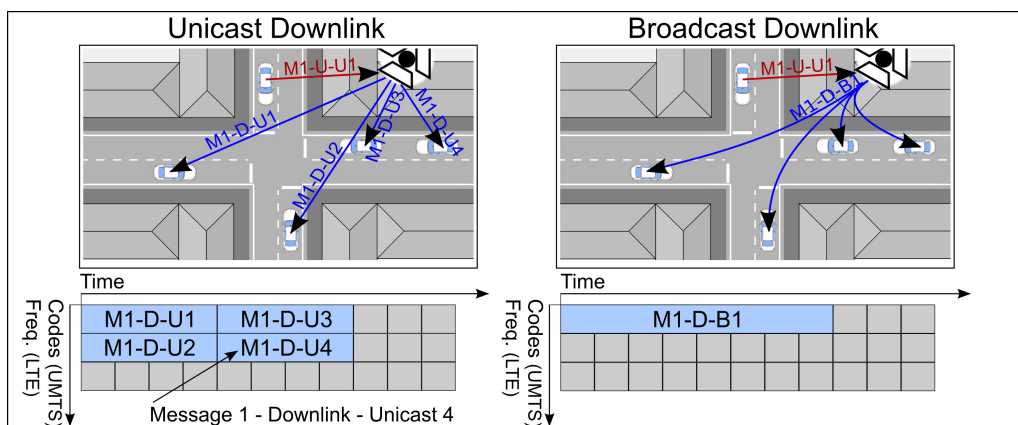 Unicast Downlink
M1-U-U1
M1-D-U1
M1-D-U2
M1-D-U3
M1-D-U4
Time
Codes (UMTS)
Freq. (LTE)
M1-D-U1
M1-D-U3
M1-D-U2
M1-D-U4
Message 1 - Downlink - Unicast 4
Broadcast Downlink
M1-U-U1
M1-D-B1
Time
Codes (UMTS)
Freq. (LTE)
M1-D-B1